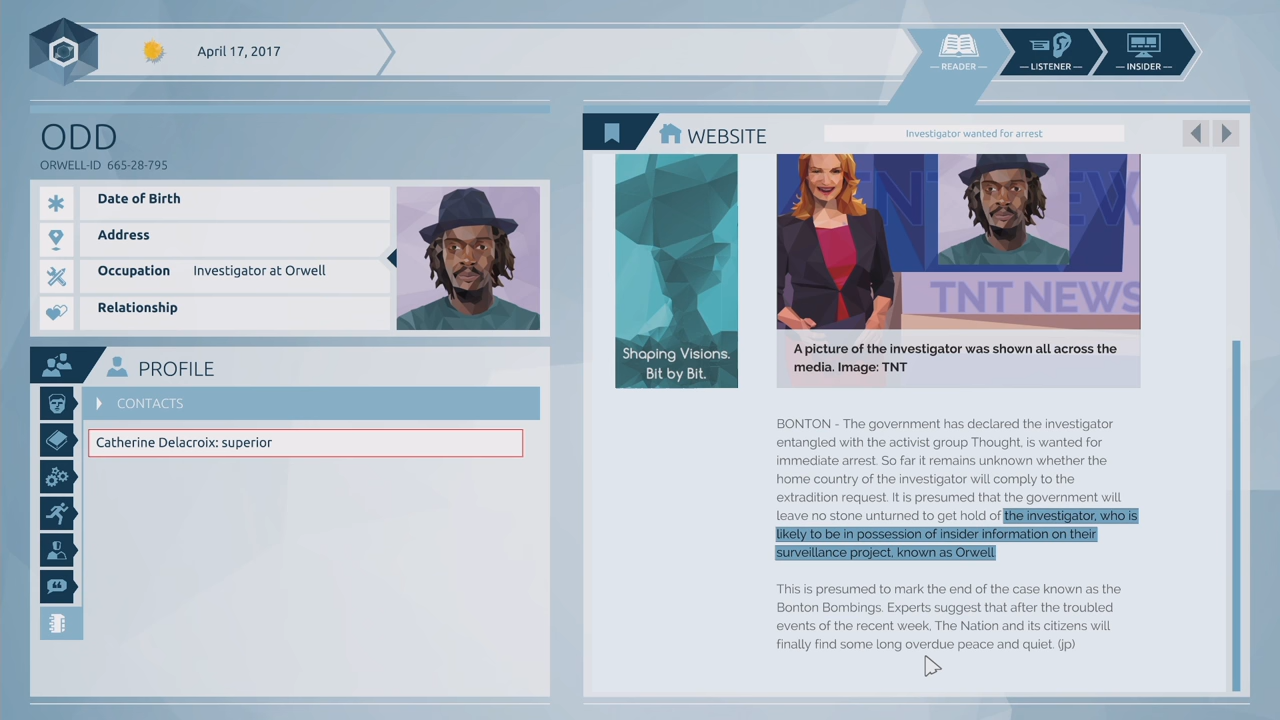 April 17, 2017
— READER —
— LISTENER —
— INSIDER —
ODD
ORWELL-ID 665-28-795
Date of Birth
Address
Occupation Investigator at Orwell
Relationship
PROFILE
CONTACTS
Catherine Delacroix: superior
WEBSITE
Investigator wanted for arrest
Shaping Visions.
Bit by Bit.
TNT NEWS
TNT NEWS
A picture of the investigator was shown all across the
media. Image: TNT
BONTON - The government has declared the investigator
entangled with the activist group Thought, is wanted for
immediate arrest. So far it remains unknown whether the
home country of the investigator will comply to the
extradition request. It is presumed that the government will
leave no stone unturned to get hold of the investigator, who is
likely to be in possession of insider information on their
surveillance project, known as Orwell.
This is presumed to mark the end of the case known as the
Bonton Bombings. Experts suggest that after the troubled
events of the recent week, The Nation and its citizens will
finally find some long overdue peace and quiet. (jp)